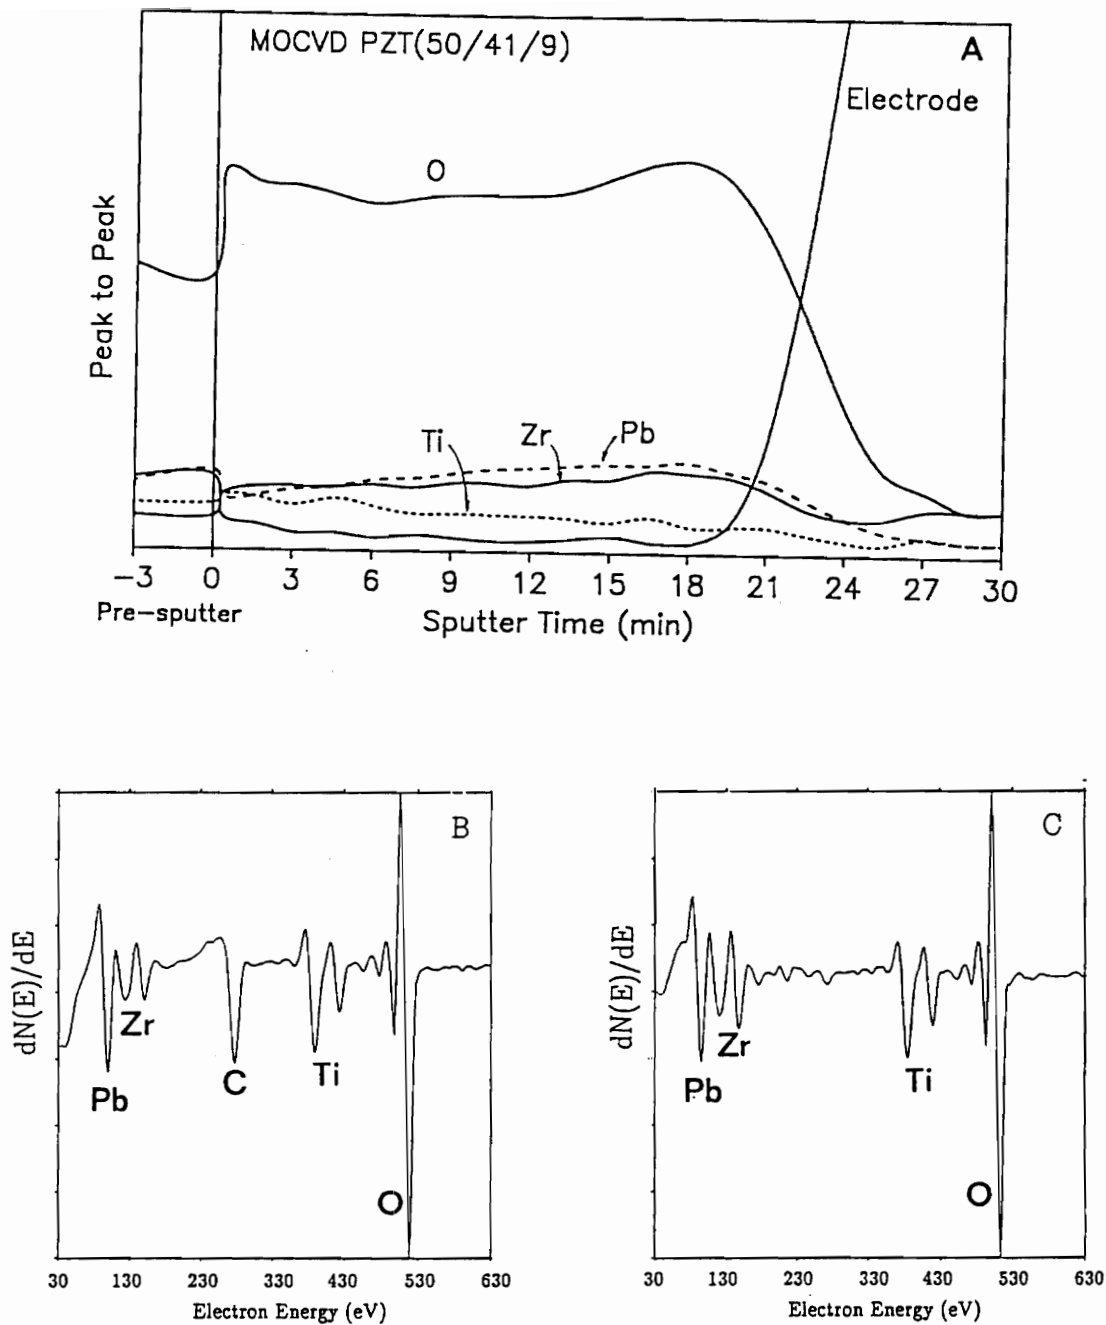 MOCVD PZT(50/41/9)
A
Electrode
O
Peak to Peak
Ti
Zr
Pb
−3 0 3 6 9 12 15 18 21 24 27 30
Pre-sputter
Sputter Time (min)
B
dN(E)/dE
Zr
Pb
C
Ti
O
30 130 230 330 430 530 630
Electron Energy (eV)
C
dN(E)/dE
Zr
Pb
Ti
O
30 130 230 330 430 530 630
Electron Energy (eV)